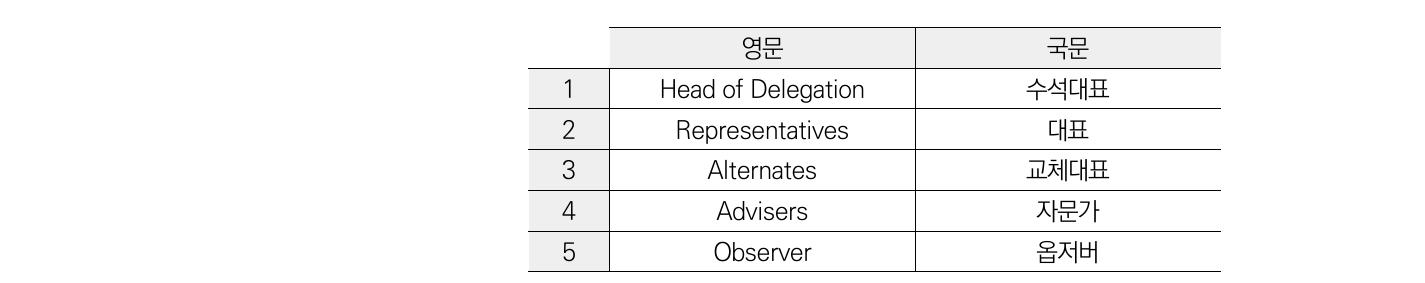 영문 국문
1 Head of Delegation 수석대표
2 Representatives 대표
3 Alternates 교체대표
4 Advisers 자문가
5 Observer 옵저버